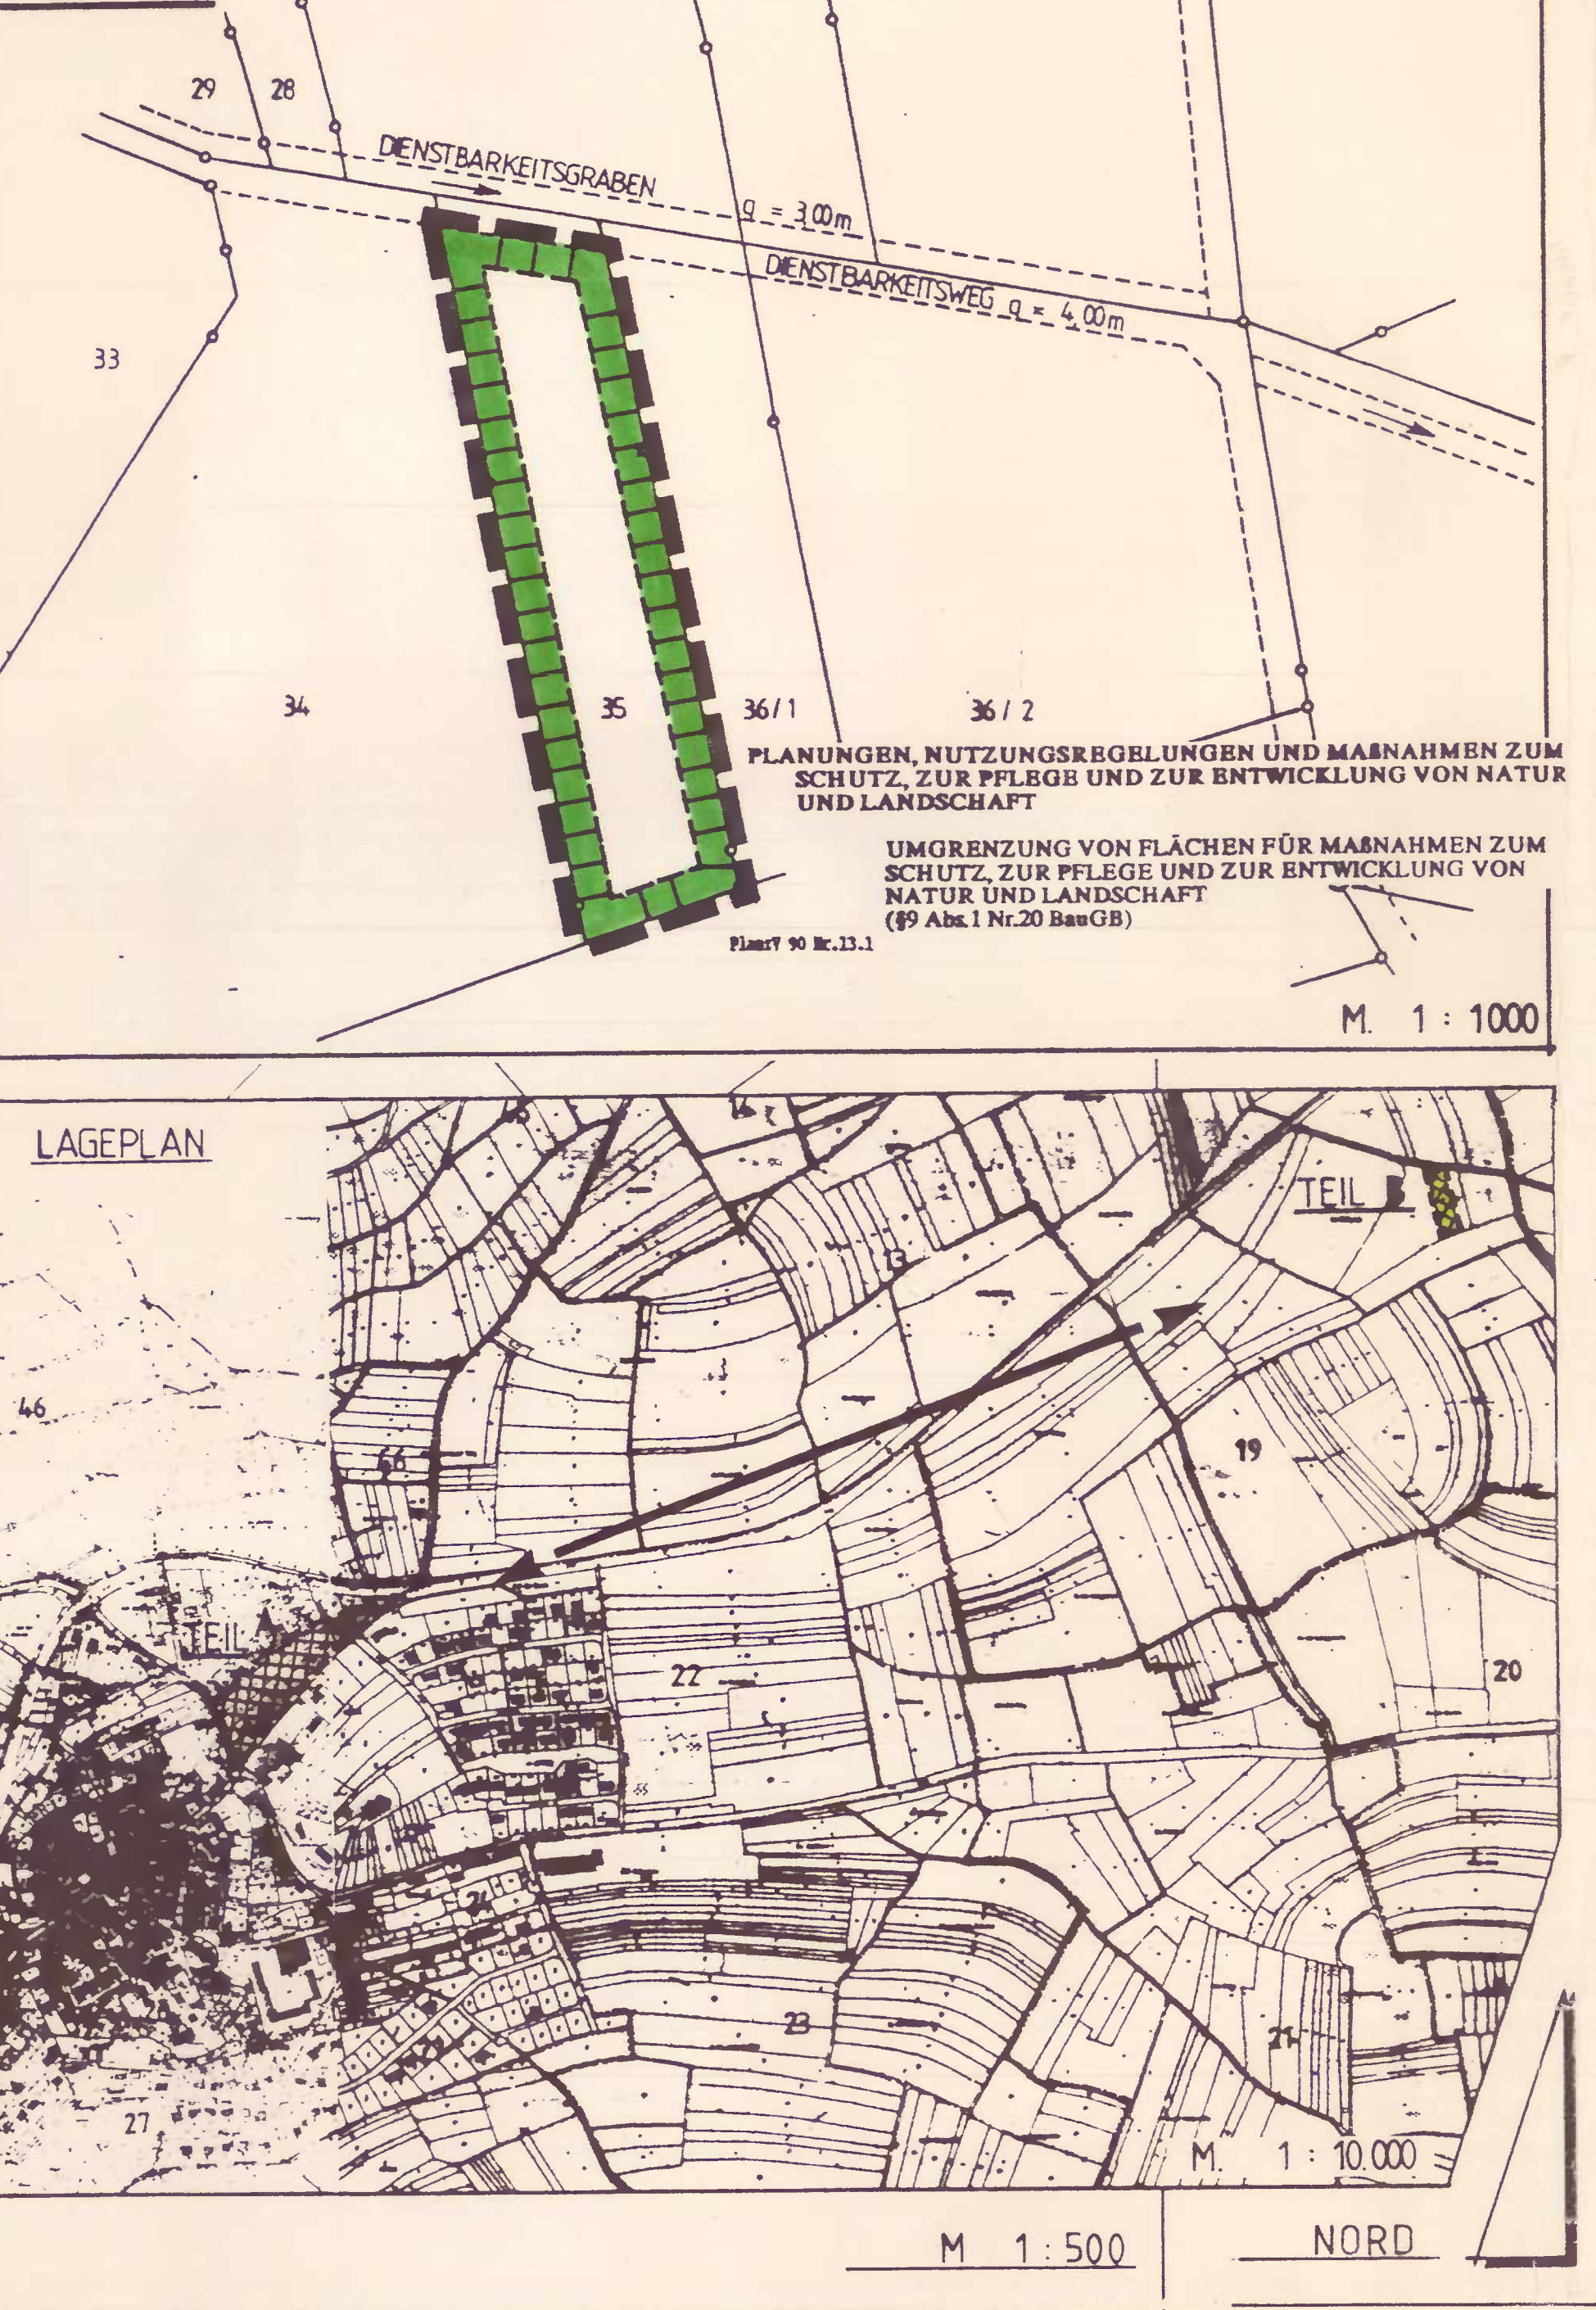 29
28
DIENSTBARKEITSGRABEN
q = 3,00m
DIENSTBARKEITSWEG q = 4,00m
33
34
35
36/1
36/2
PLANUNGEN, NUTZUNGSREGELUNGEN UND MAßNAHMEN ZUM
SCHUTZ, ZUR PFLEGE UND ZUR ENTWICKLUNG VON NATUR
UND LANDSCHAFT
UMGRENZUNG VON FLÄCHEN FÜR MAßNAHMEN ZUM
SCHUTZ, ZUR PFLEGE UND ZUR ENTWICKLUNG VON
NATUR UND LANDSCHAFT
(§9 Abs.1 Nr.20 BauGB)
PlanzV 90 Nr.13.1
M. 1 : 1000
LAGEPLAN
TEIL B
46
19
TEIL A
22
20
24
23
21
27
M. 1 : 10.000
M 1 : 500
NORD